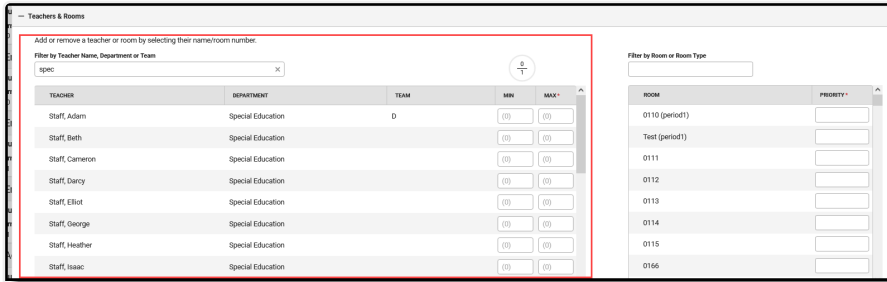 — Teachers & Rooms
Add or remove a teacher or room by selecting their name/room number.
Filter by Teacher Name, Department or Team
spec ×
0
1
TEACHER DEPARTMENT TEAM MIN MAX*
Staff, Adam Special Education D (0) (0)
Staff, Beth Special Education (0) (0)
Staff, Cameron Special Education (0) (0)
Staff, Darcy Special Education (0) (0)
Staff, Elliot Special Education (0) (0)
Staff, George Special Education (0) (0)
Staff, Heather Special Education (0) (0)
Staff, Isaac Special Education (0) (0)
Filter by Room or Room Type
ROOM PRIORITY*
0110 (period1)
Test (period1)
0111
0112
0113
0114
0115
0166